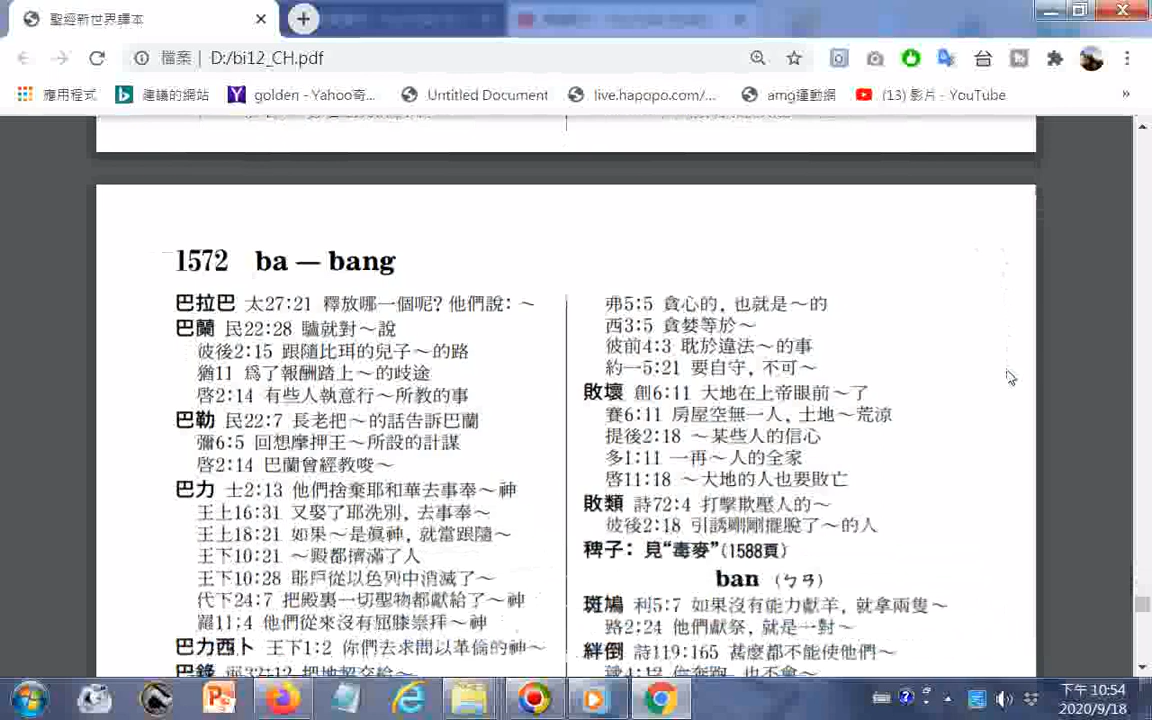 聖經新世界譯本
檔案 D:/bi12_CH.pdf
應用程式 建議的網站 golden - Yahoo奇... Untitled Document live.hapopo.com/... amg運動網 (13) 影片 - YouTube »
1572 ba — bang
巴拉巴 太27:21 釋放哪一個呢? 他們說: ～
巴蘭 民22:28 驢就對～說
彼後2:15 跟隨比珥的兒子～的路
猶11 爲了報酬踏上～的歧途
啓2:14 有些人執意行～所教的事
巴勒 民22:7 長老把～的話告訴巴蘭
彌6:5 回想摩押王～所設的計謀
啓2:14 巴蘭曾經教唆～
巴力 士2:13 他們捨棄耶和華去事奉～神
王上16:31 又娶了耶洗別, 去事奉～
王上18:21 如果～是眞神, 就當跟隨～
王下10:21 ～殿都擠滿了人
王下10:28 耶戶從以色列中消滅了～
代下24:7 把殿裏一切聖物都獻給了～神
羅11:4 他們從來沒有屈膝崇拜～神
巴力西卜 王下1:2 你們去求問以革倫的神～
巴錄 耶32:12 把地契交給～
弗5:5 貪心的, 也就是～的
西3:5 貪婪等於～
彼前4:3 耽於違法～的事
約一5:21 要自守, 不可～
敗壞 創6:11 大地在上帝眼前～了
賽6:11 房屋空無一人, 土地～荒涼
提後2:18 ～某些人的信心
多1:11 一再～人的全家
啓11:18 ～大地的人也要敗亡
敗類 詩72:4 打擊欺壓人的～
彼後2:18 引誘剛剛擺脫了～的人
稗子: 見“毒麥”(1588頁)
ban (ㄅㄢ)
斑鳩 利5:7 如果沒有能力獻羊, 就拿兩隻～
路2:24 他們獻祭, 就是一對～
絆倒 詩119:165 甚麽都不能使他們～
箴4:12 你奔跑, 也不會～
下午 10:54
2020/9/18